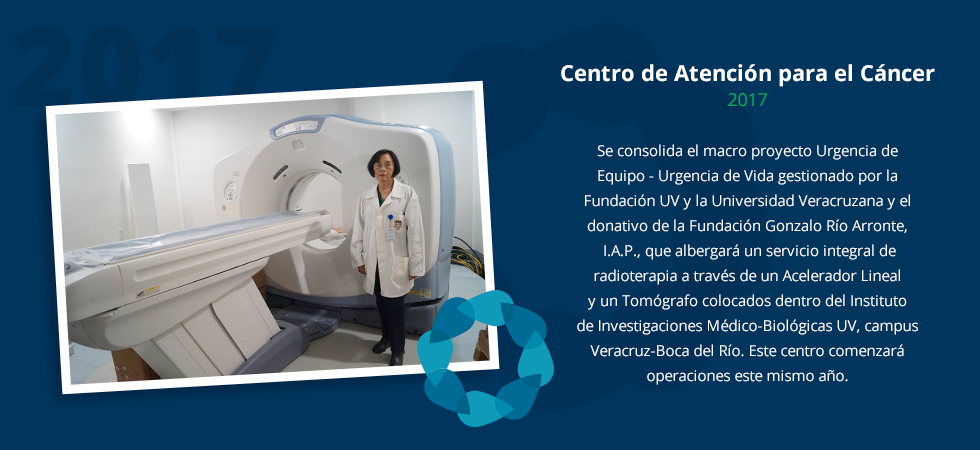 2017
Centro de Atención para el Cáncer
2017
Se consolida el macro proyecto Urgencia de
Equipo - Urgencia de Vida gestionado por la
Fundación UV y la Universidad Veracruzana y el
donativo de la Fundación Gonzalo Río Arronte,
I.A.P., que albergará un servicio integral de
radioterapia a través de un Acelerador Lineal
y un Tomógrafo colocados dentro del Instituto
de Investigaciones Médico-Biológicas UV, campus
Veracruz-Boca del Río. Este centro comenzará
operaciones este mismo año.